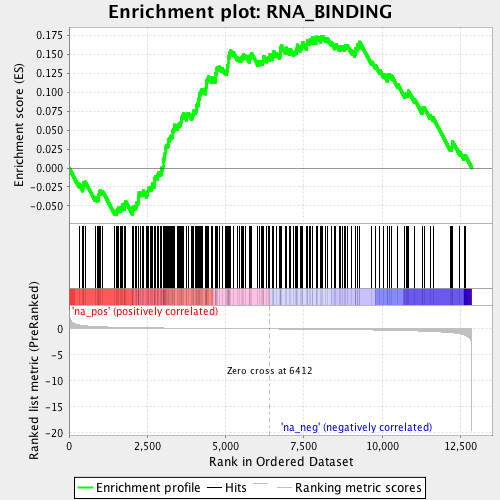 Enrichment plot: RNA_BINDING
Enrichment score (ES)
0.175
0.150
0.125
0.100
0.075
0.050
0.025
0.000
-0.025
-0.050
'na_pos' (positively correlated)
Ranked list metric (PreRanked)
0
-5
-10
-15
-20
Zero cross at 6412
'na_neg' (negatively correlated)
0
2,500
5,000
7,500
10,000
12,500
Rank in Ordered Dataset
Enrichment profile
Hits
Ranking metric scores